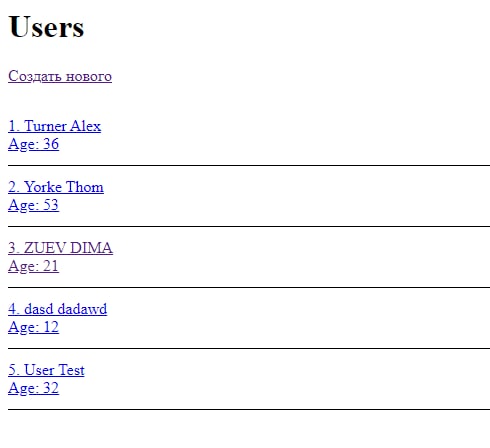 Users
Создать нового
1. Turner Alex
Age: 36
2. Yorke Thom
Age: 53
3. ZUEV DIMA
Age: 21
4. dasd dadawd
Age: 12
5. User Test
Age: 32